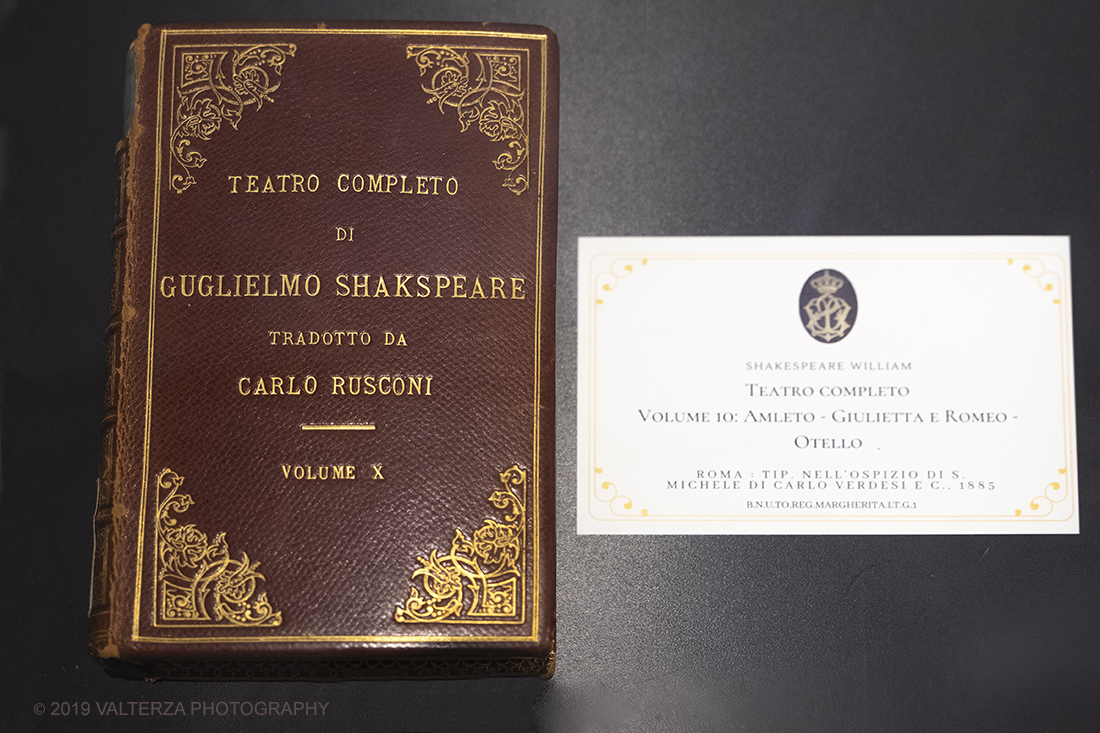 TEATRO COMPLETO
DI
GUGLIELMO SHAKSPEARE
TRADOTTO DA
CARLO RUSCONI
VOLUME X
SHAKESPEARE WILLIAM
TEATRO COMPLETO
VOLUME 10: AMLETO - GIULIETTA E ROMEO -
OTELLO .
ROMA : TIP. NELL'OSPIZIO DI S.
MICHELE DI CARLO VERDESI E C., 1885
B.N.U.TO.REG.MARGHERITA.I.T.G.1
© 2019 VALTERZA PHOTOGRAPHY